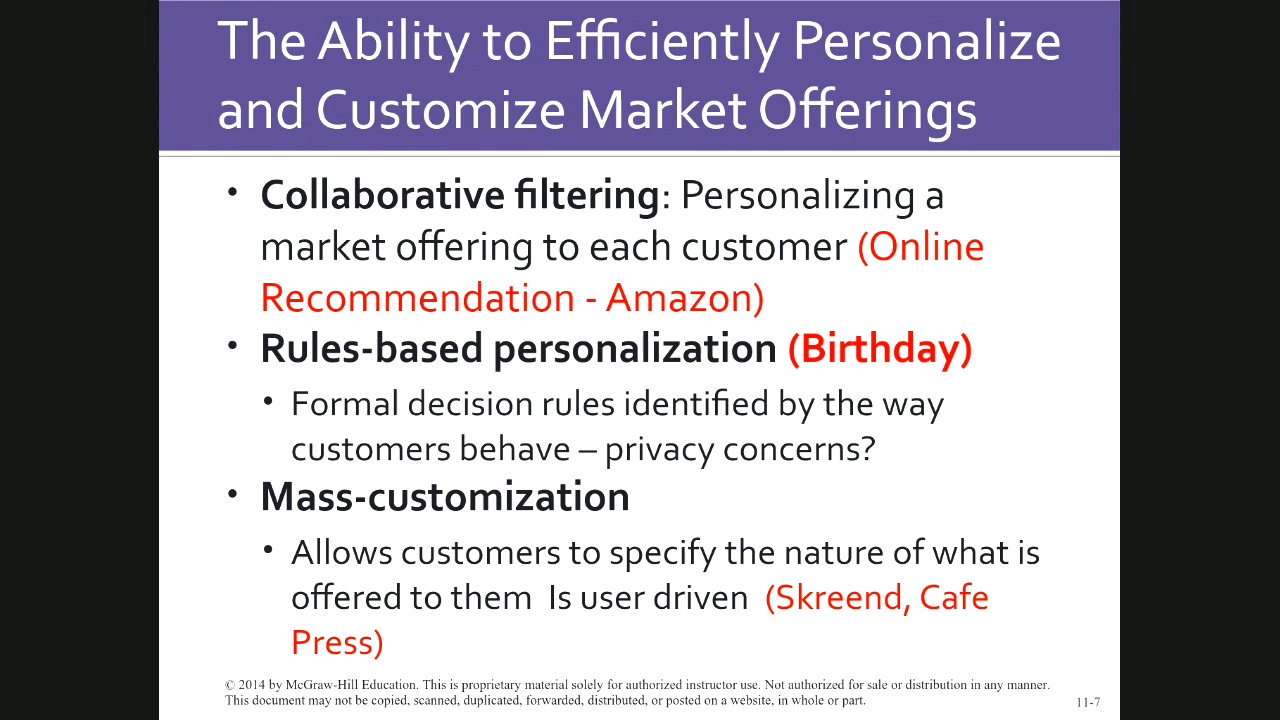 The Ability to Efficiently Personalize
and Customize Market Offerings
• Collaborative filtering: Personalizing a
market offering to each customer (Online
Recommendation - Amazon)
• Rules-based personalization (Birthday)
• Formal decision rules identified by the way
customers behave – privacy concerns?
• Mass-customization
• Allows customers to specify the nature of what is
offered to them  Is user driven  (Skreend, Cafe
Press)
© 2014 by McGraw-Hill Education. This is proprietary material solely for authorized instructor use. Not authorized for sale or distribution in any manner.
This document may not be copied, scanned, duplicated, forwarded, distributed, or posted on a website, in whole or part.
11-7